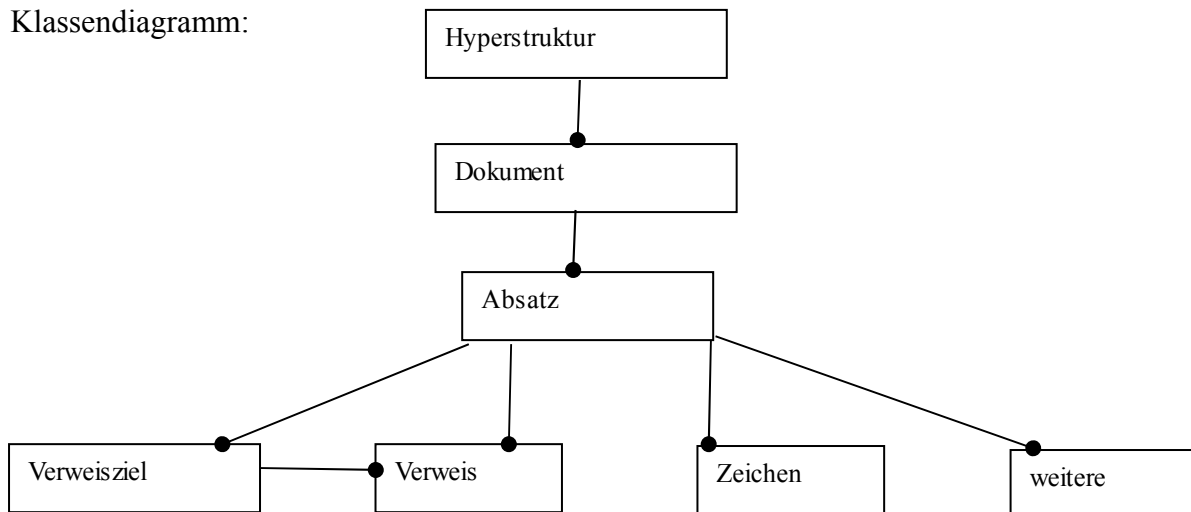 Klassendiagramm:
Hyperstruktur
Dokument
Absatz
Verweisziel
Verweis
Zeichen
weitere